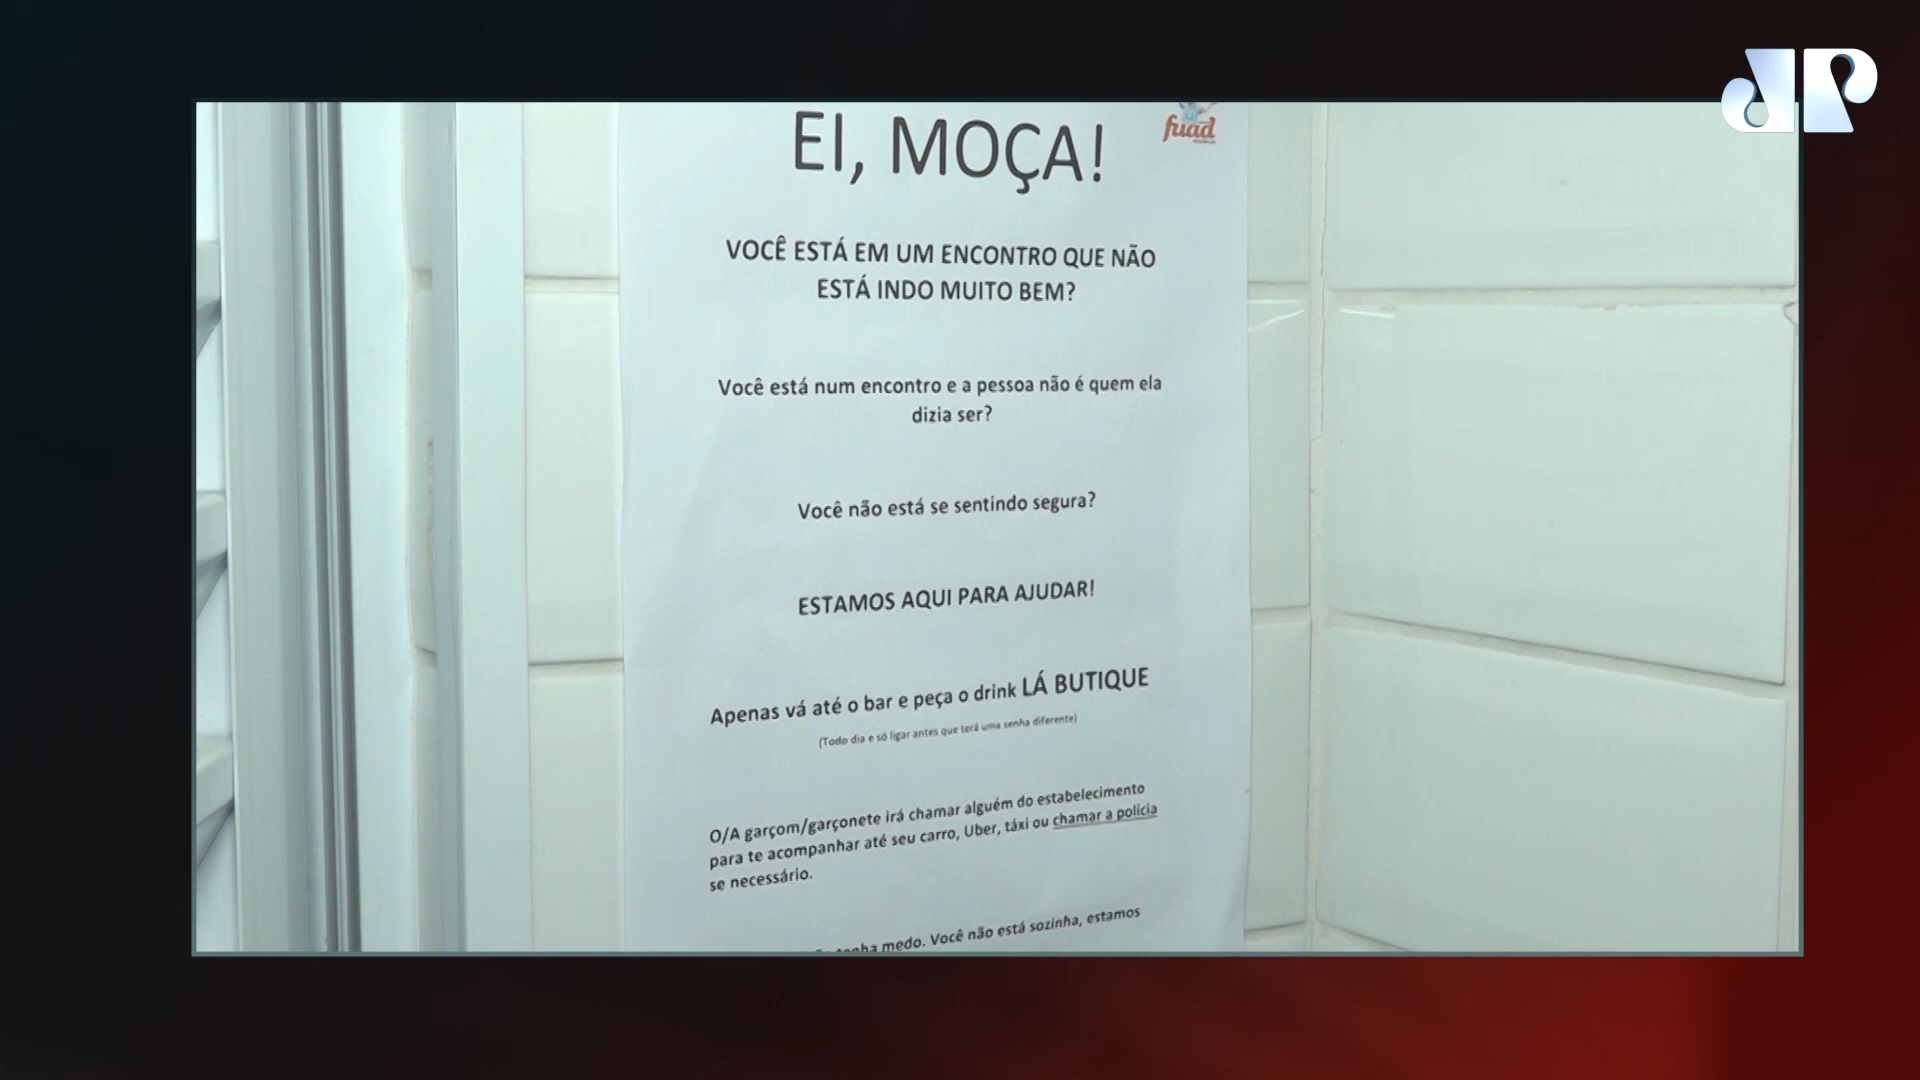 JP
fuad
EI, MOÇA!
VOCÊ ESTÁ EM UM ENCONTRO QUE NÃO
ESTÁ INDO MUITO BEM?
Você está num encontro e a pessoa não é quem ela
dizia ser?
Você não está se sentindo segura?
ESTAMOS AQUI PARA AJUDAR!
Apenas vá até o bar e peça o drink LÁ BUTIQUE
(Todo dia e só ligar antes que terá uma senha diferente)
O/A garçom/garçonete irá chamar alguém do estabelecimento
para te acompanhar até seu carro, Uber, táxi ou chamar a polícia
se necessário.
medo. Você não está sozinha, estamos